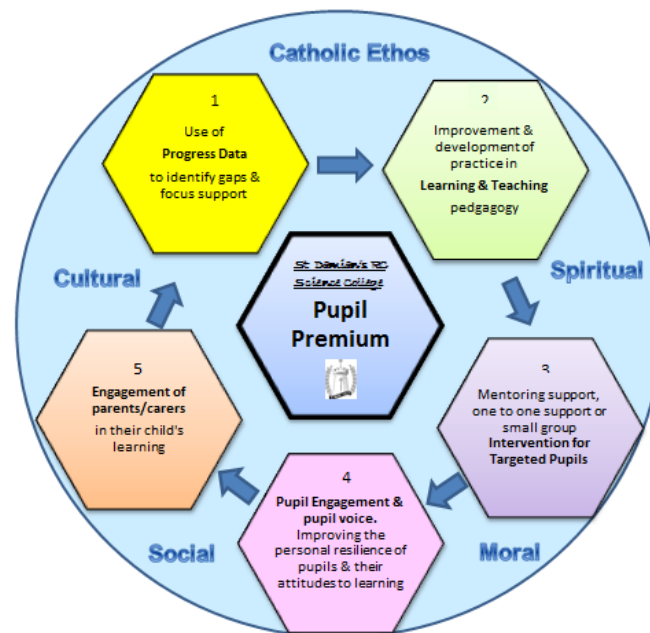 Catholic Ethos
1
Use of
Progress Data
to identify gaps &
focus support
2
Improvement &
development of
practice in
Learning & Teaching
pedgagogy
Cultural
Spiritual
St Damian's RC
Science College
Pupil
Premium
5
Engagement of
parents/carers
in their child's
learning
3
Mentoring support,
one to one support or
small group
Intervention for
Targeted Pupils
4
Pupil Engagement &
pupil voice.
Improving the
personal resilience of
pupils & their
attitudes to learning
Social
Moral